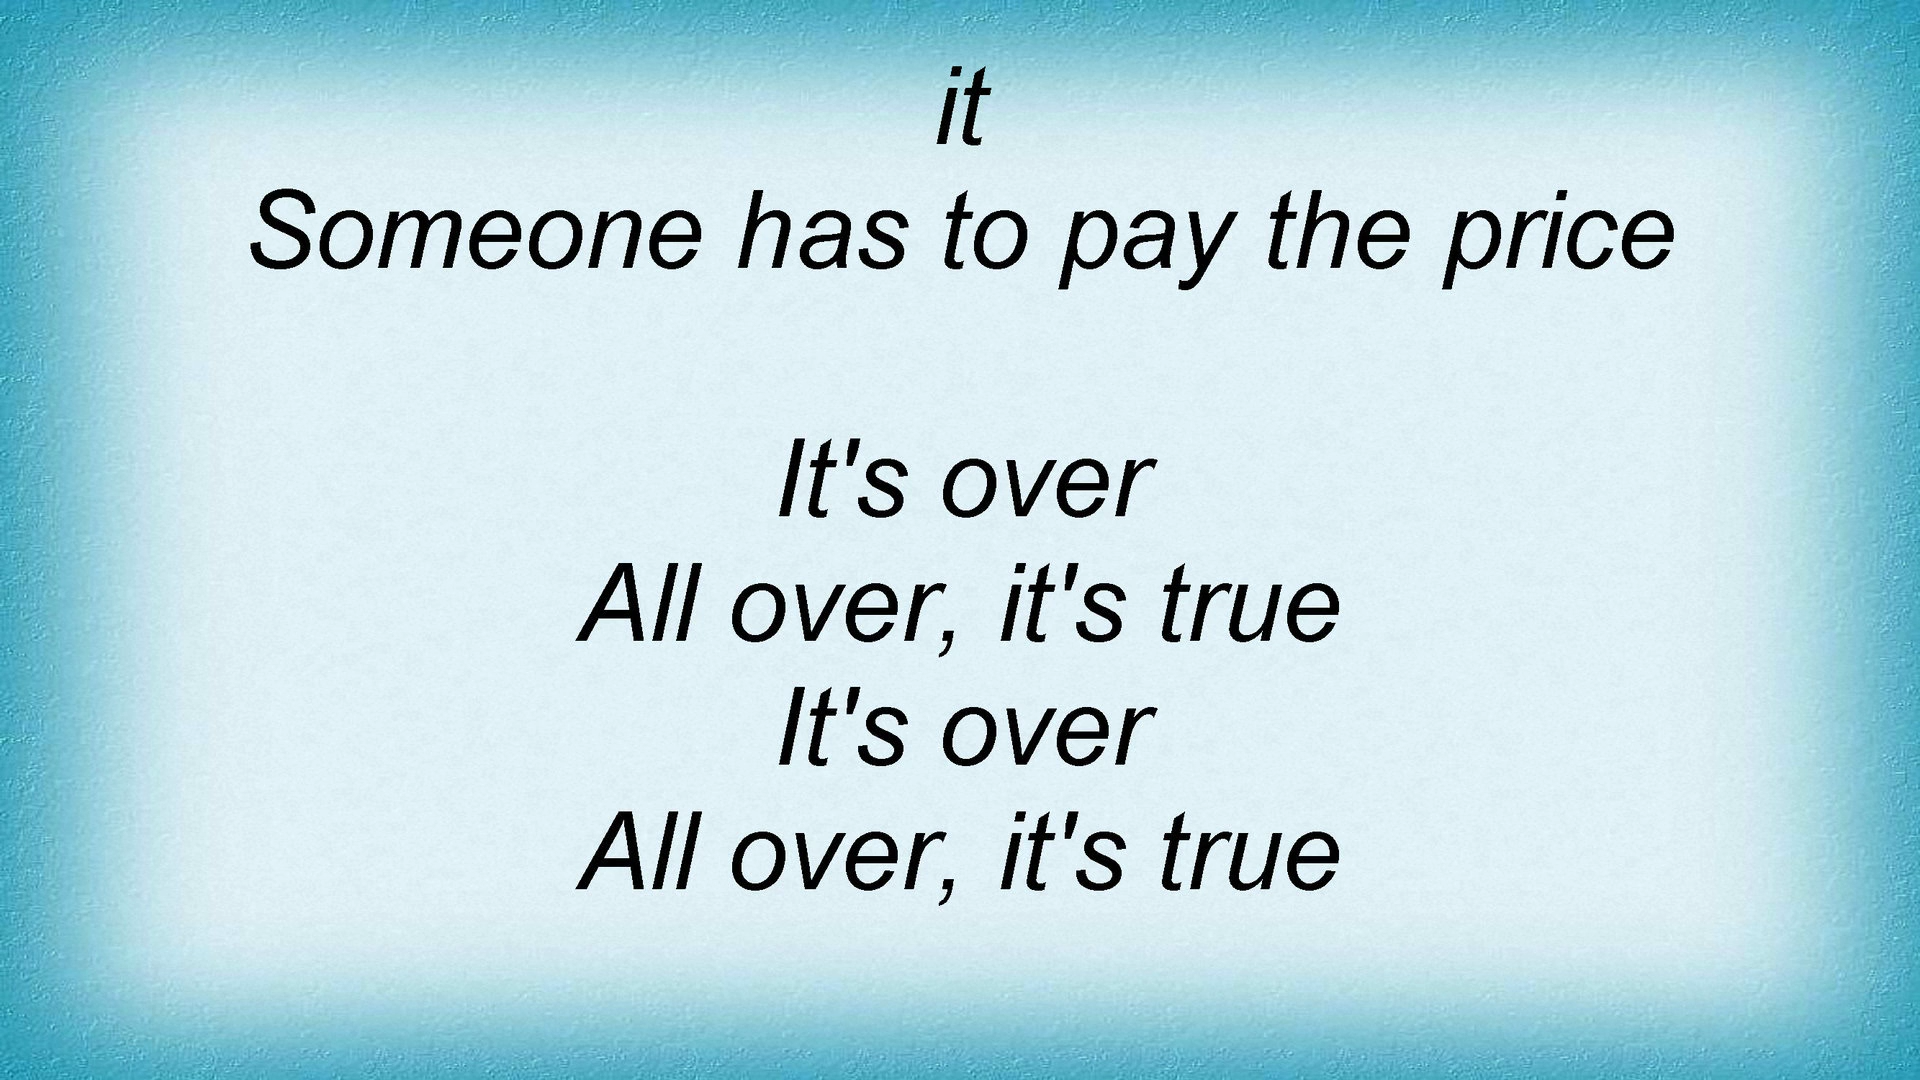 it
Someone has to pay the price
It's over
All over, it's true
It's over
All over, it's true